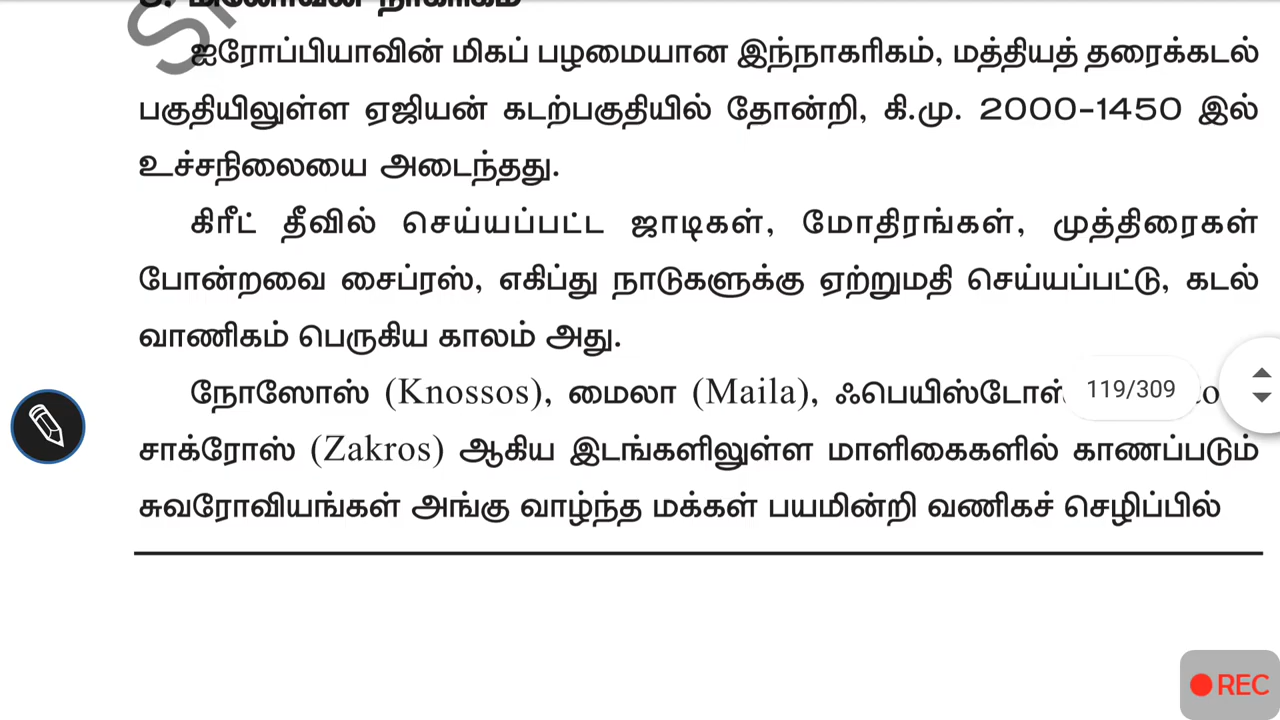 ஐரோப்பியாவின் மிகப் பழமையான இந்நாகரிகம், மத்தியத் தரைக்கடல்
பகுதியிலுள்ள ஏஜியன் கடற்பகுதியில் தோன்றி, கி.மு. 2000-1450 இல்
உச்சநிலையை அடைந்தது.
கிரீட் தீவில் செய்யப்பட்ட ஜாடிகள், மோதிரங்கள், முத்திரைகள்
போன்றவை சைப்ரஸ், எகிப்து நாடுகளுக்கு ஏற்றுமதி செய்யப்பட்டு, கடல்
வாணிகம் பெருகிய காலம் அது.
நோஸோஸ் (Knossos), மைலா (Maila), ஃபெயிஸ்டோஸ் 119/309
சாக்ரோஸ் (Zakros) ஆகிய இடங்களிலுள்ள மாளிகைகளில் காணப்படும்
சுவரோவியங்கள் அங்கு வாழ்ந்த மக்கள் பயமின்றி வணிகச் செழிப்பில்
REC